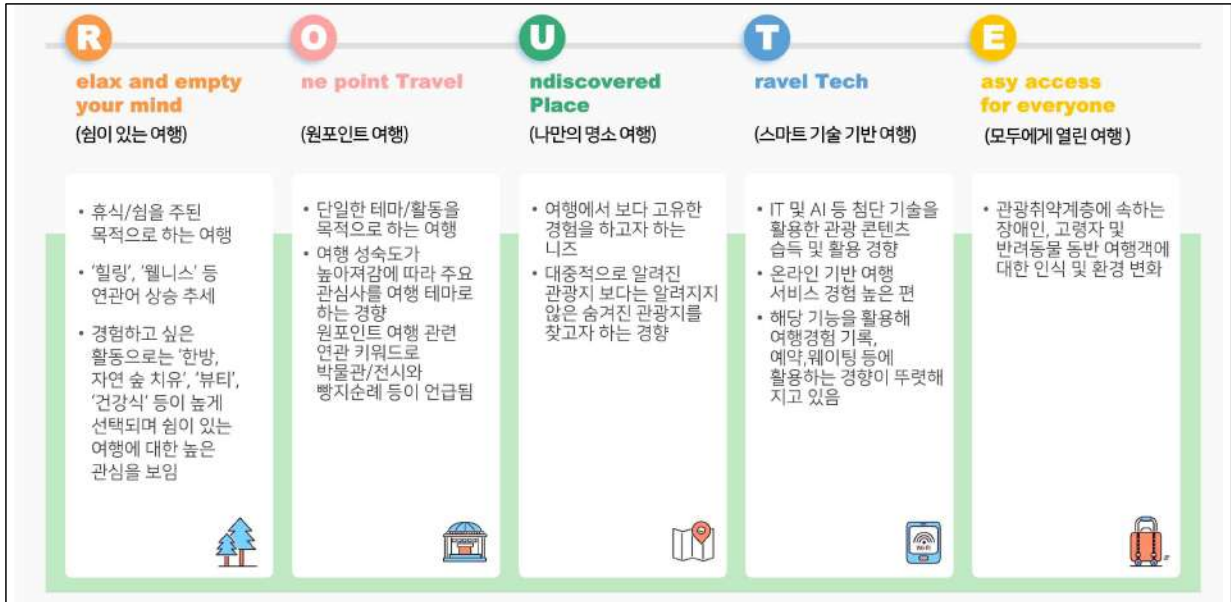 R
elax and empty
your mind
(쉼이 있는 여행)
• 휴식/쉼을 주된
목적으로 하는 여행
• '힐링', '웰니스' 등
연관어 상승 추세
• 경험하고 싶은
활동으로는 '한방,
자연 숲 치유', '뷰티',
'건강식' 등이 높게
선택되며 쉼이 있는
여행에 대한 높은
관심을 보임
O
ne point Travel
(원포인트 여행)
• 단일한 테마/활동을
목적으로 하는 여행
• 여행 성숙도가
높아져감에 따라 주요
관심사를 여행 테마로
하는 경향
원포인트 여행 관련
연관 키워드로
박물관/전시와
빵지순례 등이 언급됨
U
ndiscovered
Place
(나만의 명소 여행)
• 여행에서 보다 고유한
경험을 하고자 하는
니즈
• 대중적으로 알려진
관광지 보다는 알려지지
않은 숨겨진 관광지를
찾고자 하는 경향
T
ravel Tech
(스마트 기술 기반 여행)
• IT 및 AI 등 첨단 기술을
활용한 관광 콘텐츠
습득 및 활용 경향
• 온라인 기반 여행
서비스 경험 높은 편
• 해당 기능을 활용해
여행경험 기록,
예약,웨이팅 등에
활용하는 경향이 뚜렷해
지고 있음
Wi-Fi
E
asy access
for everyone
(모두에게 열린 여행 )
• 관광취약계층에 속하는
장애인, 고령자 및
반려동물 동반 여행객에
대한 인식 및 환경 변화